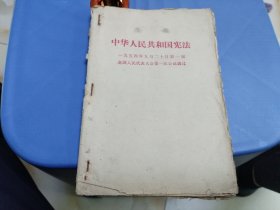 中华人民共和国宪法
一九五四年九月二十日第一届
全国人民代表大会第一次会议通过